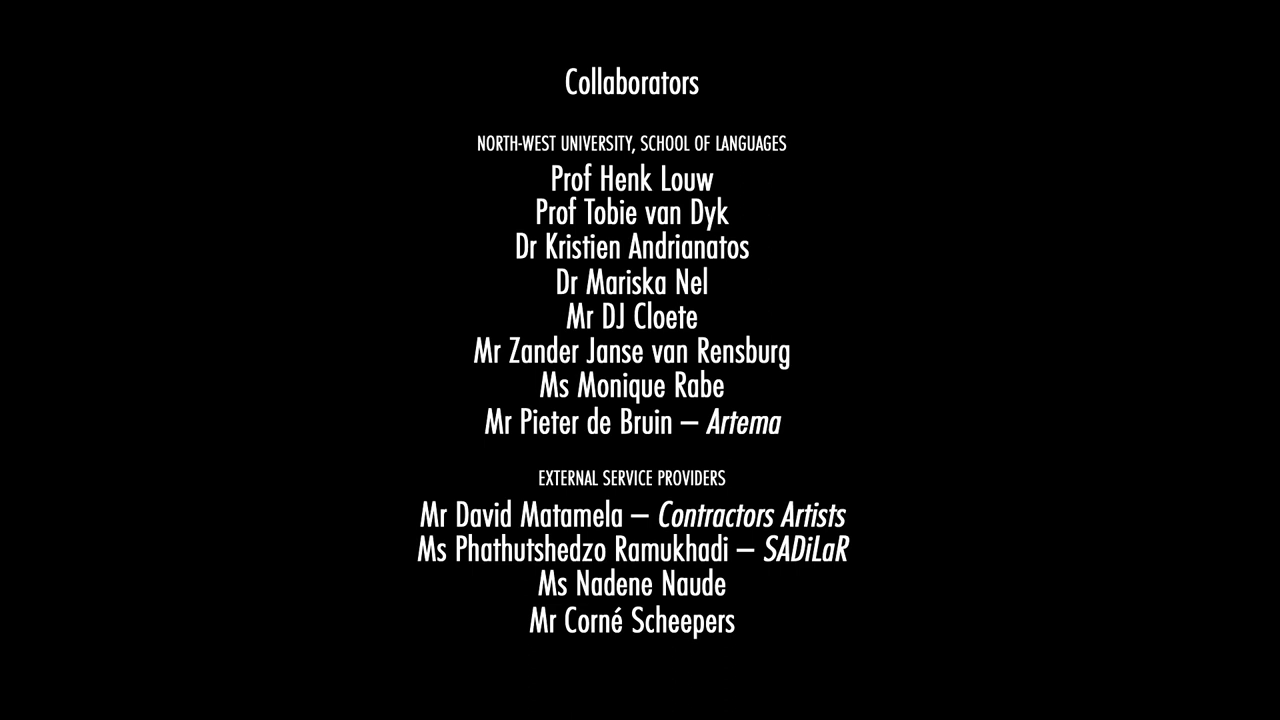 Collaborators
NORTH-WEST UNIVERSITY, SCHOOL OF LANGUAGES
Prof Henk Louw
Prof Tobie van Dyk
Dr Kristien Andrianatos
Dr Mariska Nel
Mr DJ Cloete
Mr Zander Janse van Rensburg
Ms Monique Rabe
Mr Pieter de Bruin – Artema
EXTERNAL SERVICE PROVIDERS
Mr David Matamela – Contractors Artists
Ms Phathutshedzo Ramukhadi – SADiLaR
Ms Nadene Naude
Mr Corné Scheepers